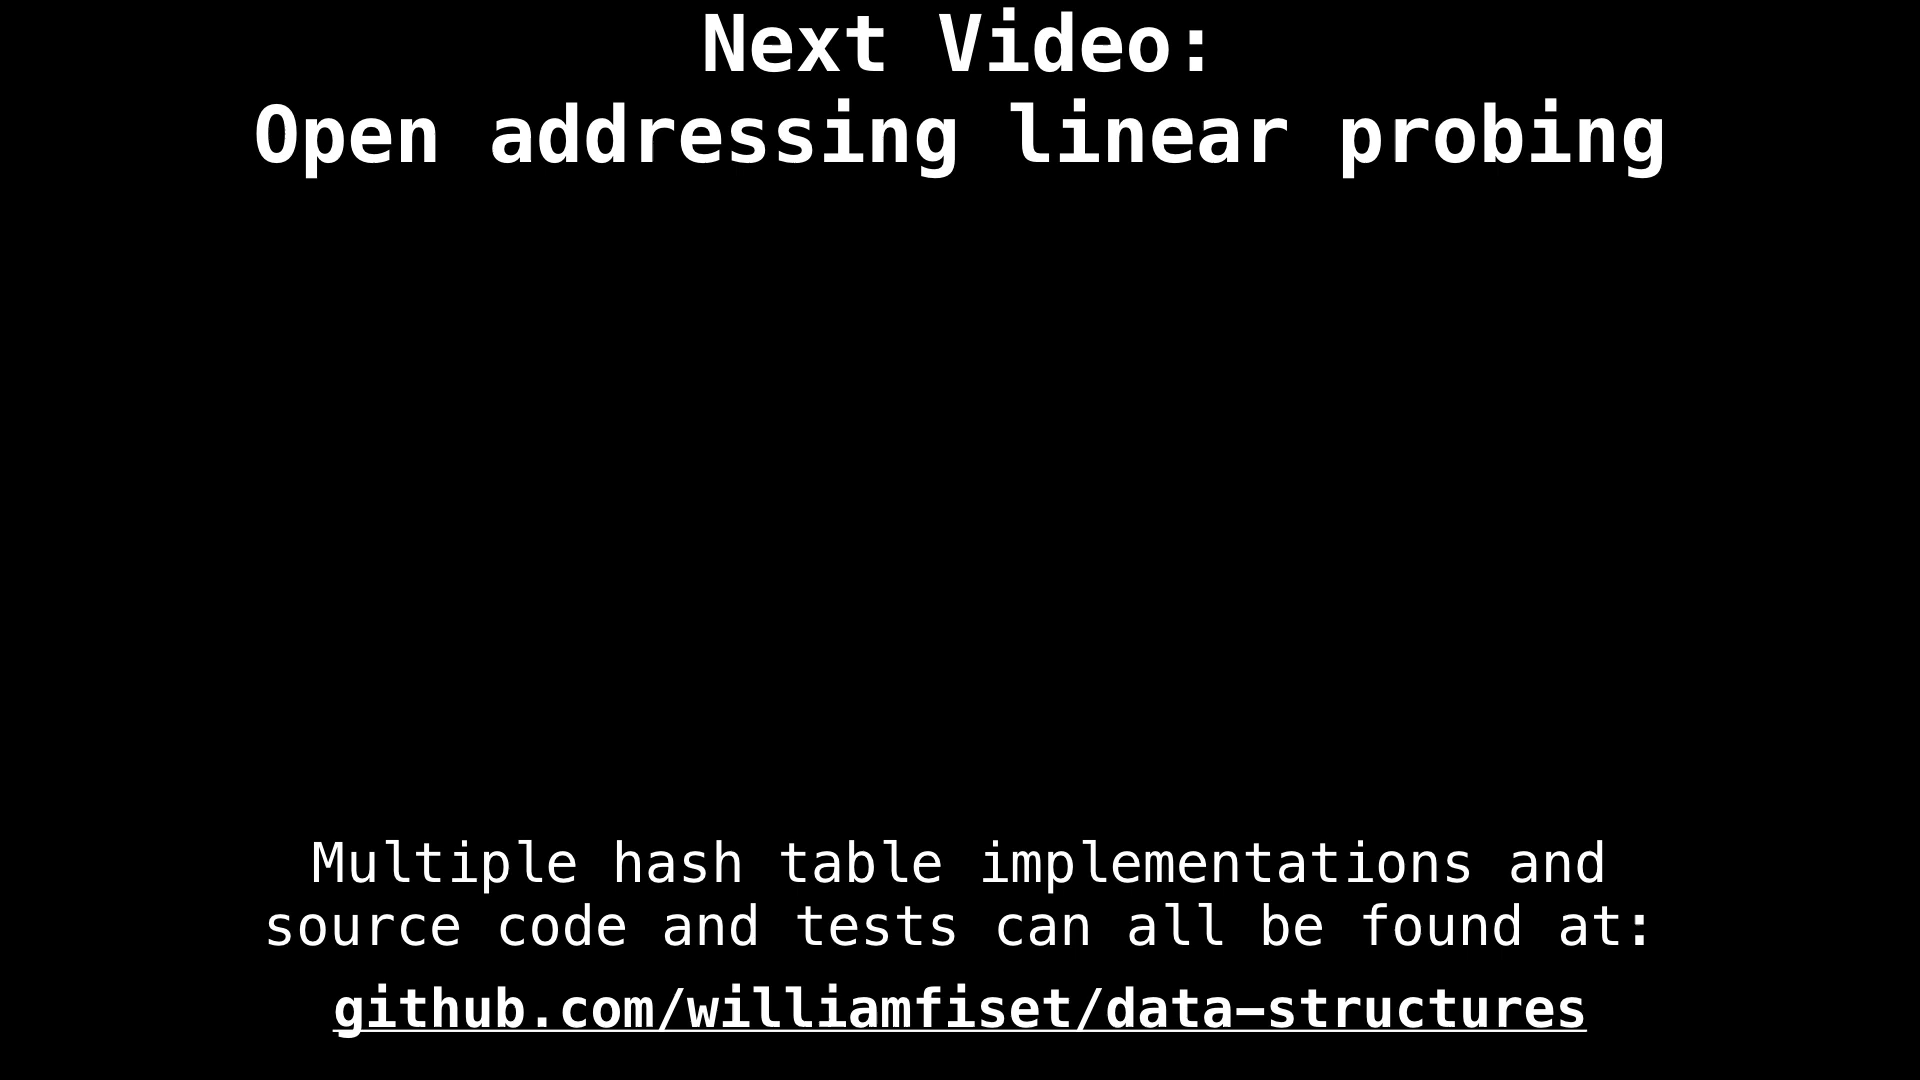 Next Video:
Open addressing linear probing
Multiple hash table implementations and
source code and tests can all be found at:
github.com/williamfiset/data-structures